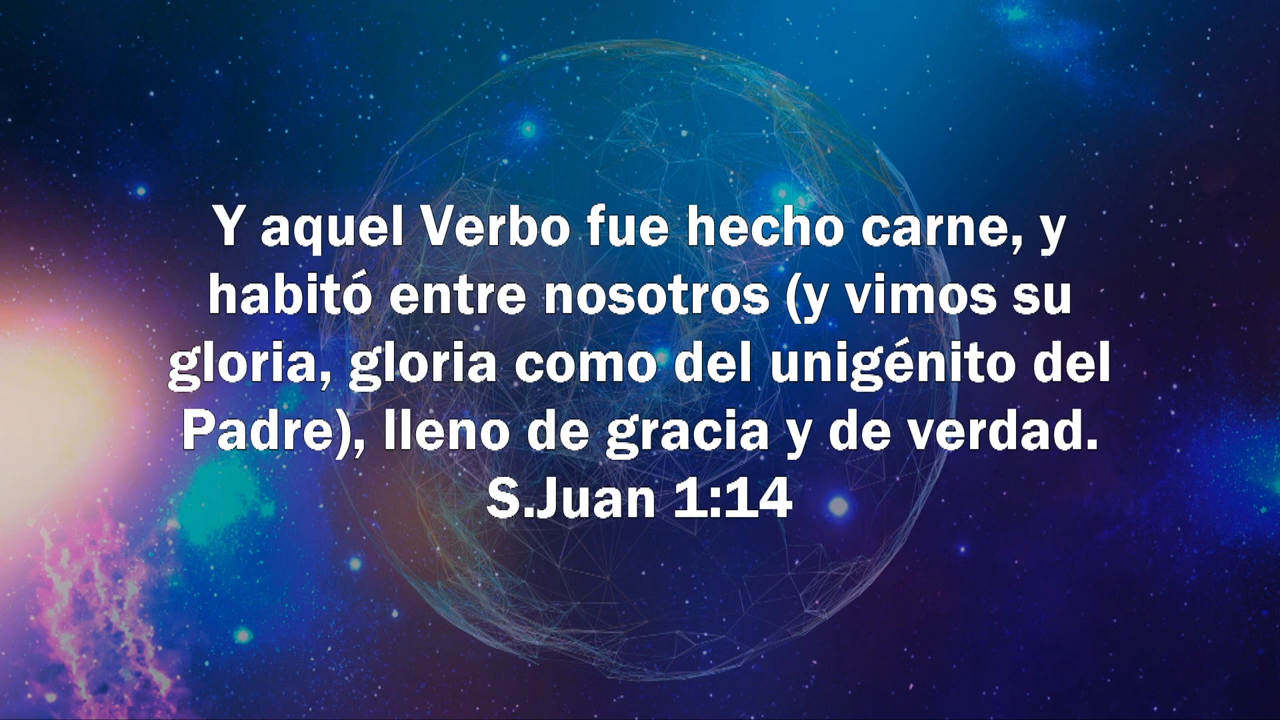 Y aquel Verbo fue hecho carne, y
habitó entre nosotros (y vimos su
gloria, gloria como del unigénito del
Padre), lleno de gracia y de verdad.
S.Juan 1:14